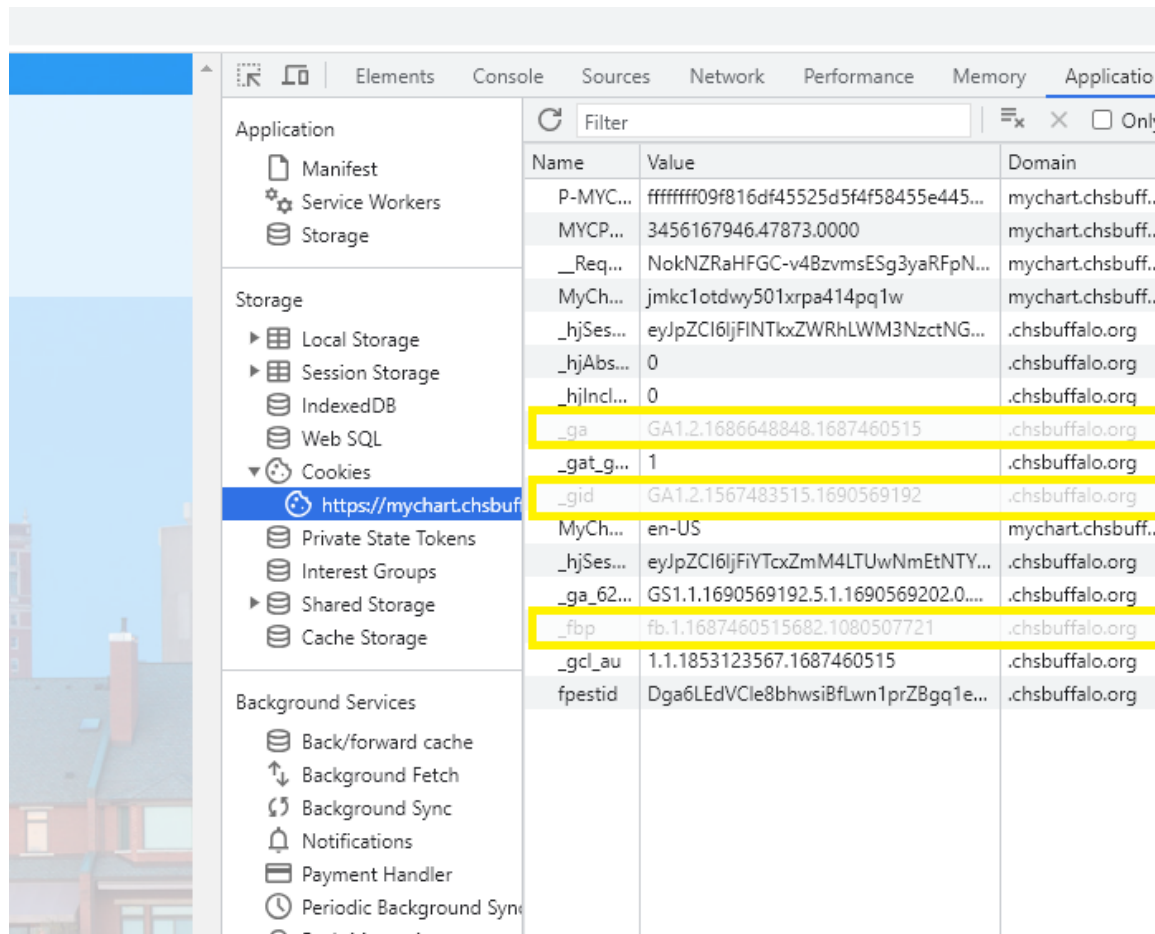 Elements Console Sources Network Performance Memory Applicatio
Application
Manifest
Service Workers
Storage
Storage
Local Storage
Session Storage
IndexedDB
Web SQL
Cookies
https://mychart.chsbuf
Private State Tokens
Interest Groups
Shared Storage
Cache Storage
Background Services
Back/forward cache
Background Fetch
Background Sync
Notifications
Payment Handler
Periodic Background Syn
Filter Only
Name Value Domain
P-MYC... ffffffff09f816df45525d5f4f58455e445... mychart.chsbuff..
MYCP... 3456167946.47873.0000 mychart.chsbuff..
__Req... NokNZRaHFGC-v4BzvmsESg3yaRFpN... mychart.chsbuff..
MyCh... jmkc1otdwy501xrpa414pq1w mychart.chsbuff..
_hjSes... eyJpZCI6IjFlNTkxZWRhLWM3NzctNG... .chsbuffalo.org
_hjAbs... 0 .chsbuffalo.org
_hjIncl... 0 .chsbuffalo.org
_ga GA1.2.1686648848.1687460515 .chsbuffalo.org
_gat_g... 1 .chsbuffalo.org
_gid GA1.2.1567483515.1690569192 .chsbuffalo.org
MyCh... en-US mychart.chsbuff..
_hjSes... eyJpZCI6IjFiYTcxZmM4LTUwNmEtNTY... .chsbuffalo.org
_ga_62... GS1.1.1690569192.5.1.1690569202.0.... .chsbuffalo.org
_fbp fb.1.1687460515682.1080507721 .chsbuffalo.org
_gcl_au 1.1.1853123567.1687460515 .chsbuffalo.org
fpestid Dga6LEdVCle8bhwsiBfLwn1prZBgq1e... .chsbuffalo.org